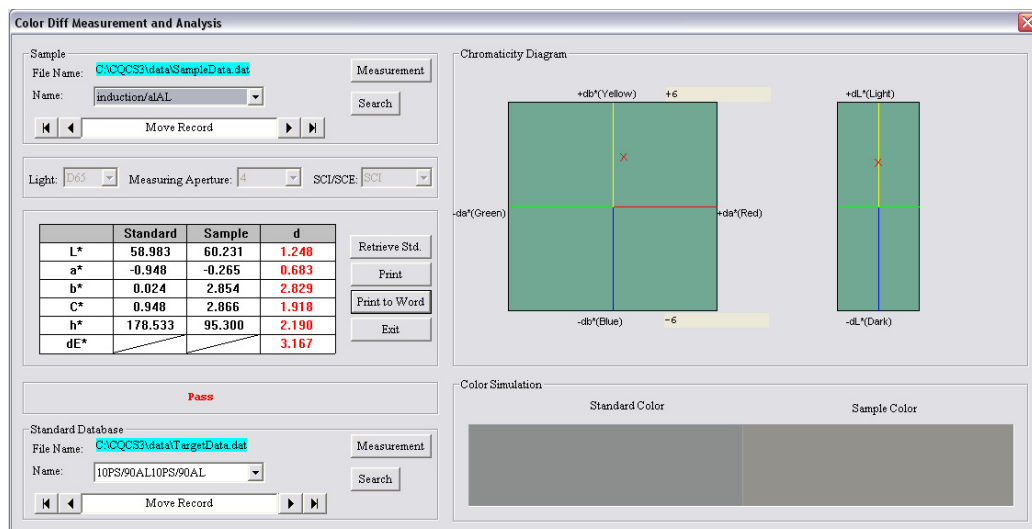 Color Diff Measurement and Analysis
Sample
File Name: C:\CQCS3\data\SampleData.dat
Measurement
Name: induction/alAL
Search
Move Record
Light: D65 Measuring Aperture: 4 SCI/SCE: SCI
Standard Sample d
L* 58.983 60.231 1.248
a* -0.948 -0.265 0.683
b* 0.024 2.854 2.829
C* 0.948 2.866 1.918
h* 178.533 95.300 2.190
dE* 3.167
Retrieve Std.
Print
Print to Word
Exit
Pass
Standard Database
File Name: C:\CQCS3\data\TargetData.dat
Measurement
Name: 10PS/90AL10PS/90AL
Search
Move Record
Chromaticity Diagram
+db*(Yellow) +6
+dL*(Light)
-da*(Green)
+da*(Red)
-db*(Blue) -6
-dL*(Dark)
Color Simulation
Standard Color
Sample Color